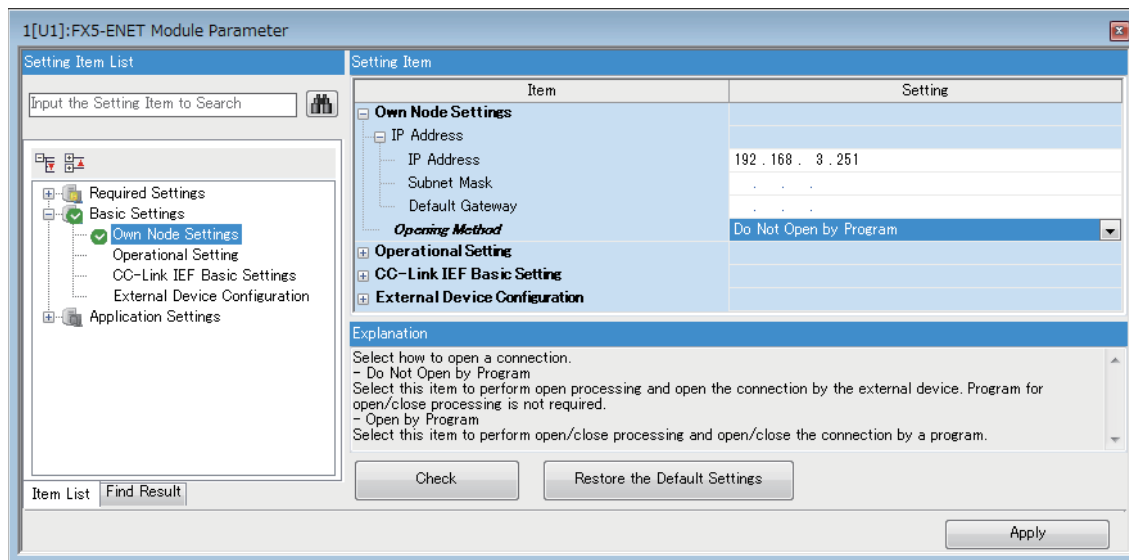 1[U1]:FX5-ENET Module Parameter
Setting Item List
Input the Setting Item to Search
Required Settings
Basic Settings
Own Node Settings
Operational Setting
CC-Link IEF Basic Settings
External Device Configuration
Application Settings
Item List
Find Result
Setting Item
Item Setting
Own Node Settings
IP Address
IP Address 192 . 168 . 3 . 251
Subnet Mask . . .
Default Gateway . . .
Opening Method Do Not Open by Program
Operational Setting
CC-Link IEF Basic Setting
External Device Configuration
Explanation
Select how to open a connection.
- Do Not Open by Program
Select this item to perform open processing and open the connection by the external device. Program for
open/close processing is not required.
- Open by Program
Select this item to perform open/close processing and open/close the connection by a program.
Check
Restore the Default Settings
Apply